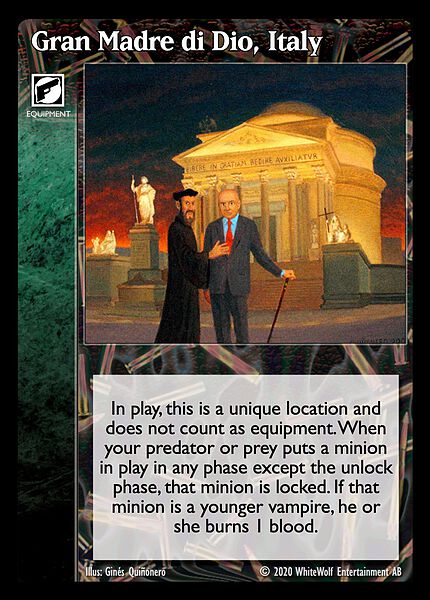 Gran Madre di Dio, Italy
EQUIPMENT
In play, this is a unique location and
does not count as equipment. When
your predator or prey puts a minion
in play in any phase except the unlock
phase, that minion is locked. If that
minion is a younger vampire, he or
she burns 1 blood.
Illus: Ginés Quiñonero
© 2020 WhiteWolf Entertainment AB